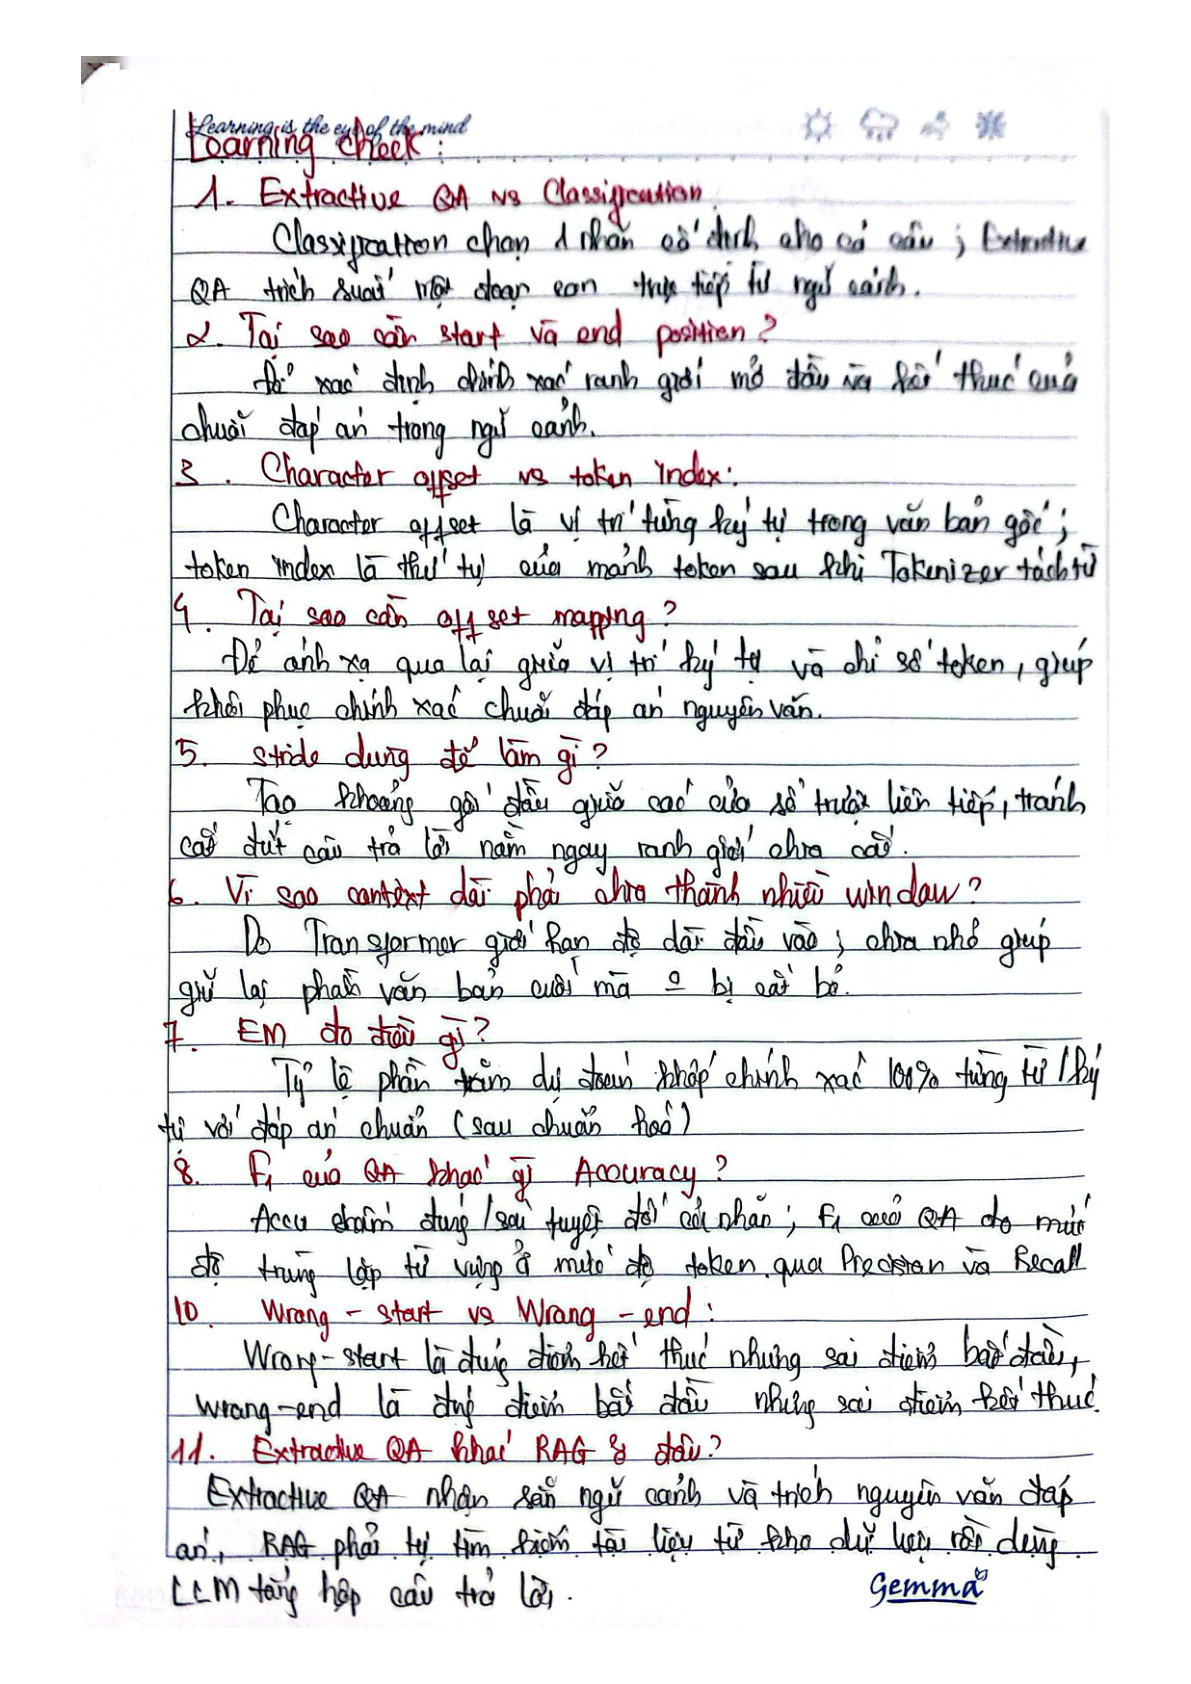 Learning is the eye of the mind
Learning check :
1. Extractive QA vs Classification
Classification chọn 1 nhãn cố định cho cả câu ; Extractive
QA trích suất một đoạn con trực tiếp từ ngữ cảnh.
2. Tại sao cần start và end position ?
Để xác định chính xác ranh giới mở đầu và kết thúc của
chuỗi đáp án trong ngữ cảnh.
3. Character offset vs token index :
Character offset là vị trí từng ký tự trong văn bản gốc ;
token index là thứ tự của mảnh token sau khi Tokenizer tách từ
4. Tại sao cần offset mapping ?
Để ánh xạ qua lại giữa vị trí ký tự và chỉ số token, giúp
khôi phục chính xác chuỗi đáp án nguyên văn.
5. Stride dùng để làm gì ?
Tạo khoảng gối đầu giữa các cửa sổ trượt liên tiếp, tránh
cắt đứt câu trả lời nằm ngay ranh giới chia cắt.
6. Vì sao context dài phải chia thành nhiều window ?
Do Transformer giới hạn độ dài đầu vào ; chia nhỏ giúp
giữ lại phần văn bản cuối mà o bị cắt bỏ.
7. EM đo điều gì ?
Tỷ lệ phần trăm dự đoán khớp chính xác 100% từng từ / ký
tự với đáp án chuẩn (sau chuẩn hoá)
8. F1 của QA khác gì Accuracy ?
Accu chấm đúng / sai tuyệt đối cả nhãn ; F1 của QA đo mức
độ trùng lặp từ vựng ở mức độ token qua Precision và Recall
10. Wrong - start vs Wrong - end :
Wrong-start là đúng điểm kết thúc nhưng sai điểm bắt đầu,
Wrong-end là đúng điểm bắt đầu nhưng sai điểm kết thúc.
11. Extractive QA khác RAG ở đâu ?
Extractive QA nhận sẵn ngữ cảnh và trích nguyên văn đáp
án, RAG phải tự tìm kiếm tài liệu từ kho dữ liệu rồi dùng
LLM tổng hợp câu trả lời.
Gemma